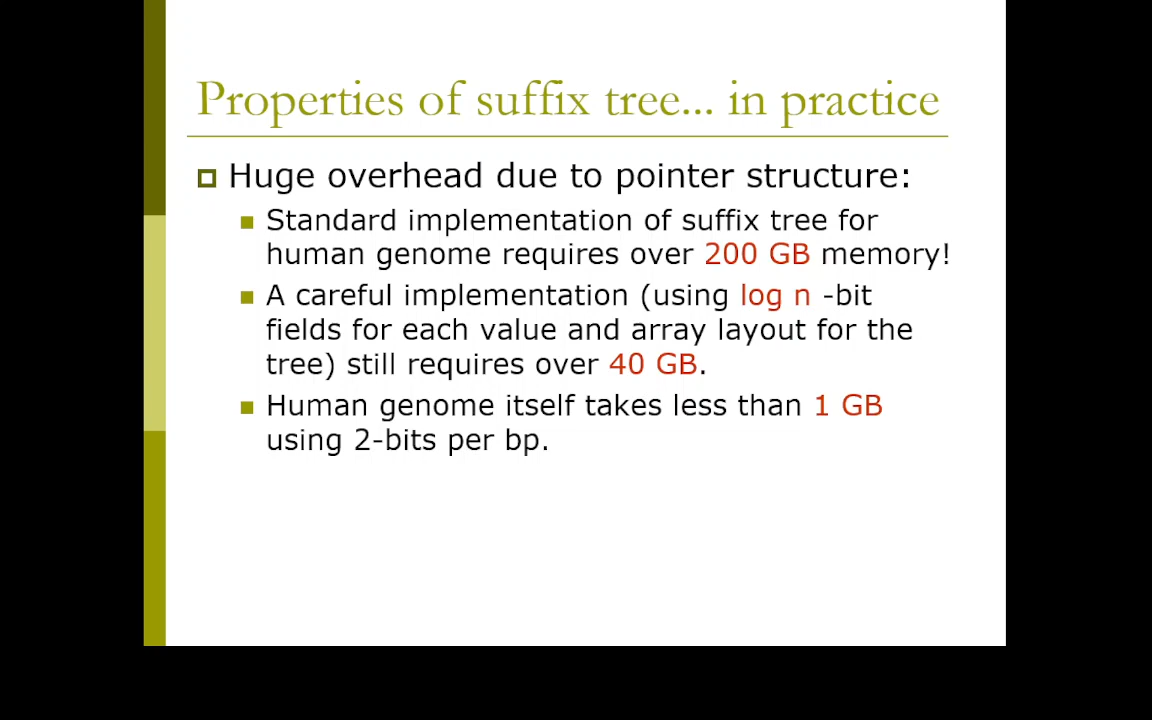 Properties of suffix tree... in practice
Huge overhead due to pointer structure:
Standard implementation of suffix tree for
human genome requires over 200 GB memory!
A careful implementation (using log n -bit
fields for each value and array layout for the
tree) still requires over 40 GB.
Human genome itself takes less than 1 GB
using 2-bits per bp.